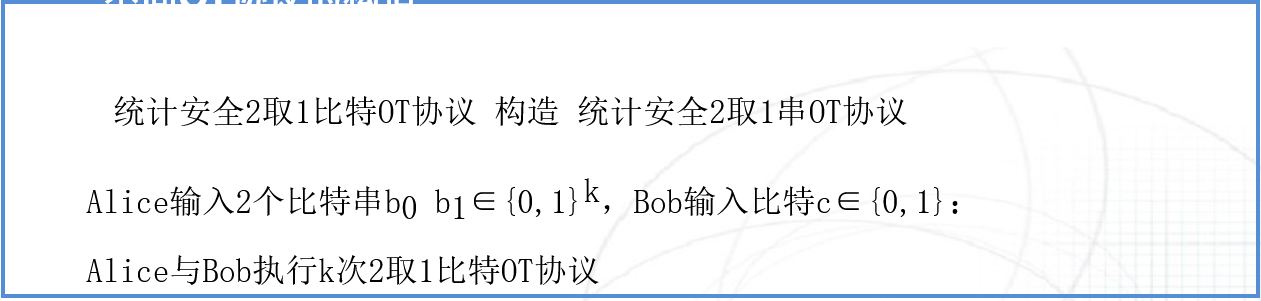 统计安全2取1比特OT协议 构造 统计安全2取1串OT协议
Alice输入2个比特串b0 b1∈{0,1}k，Bob输入比特c∈{0,1}：
Alice与Bob执行k次2取1比特OT协议